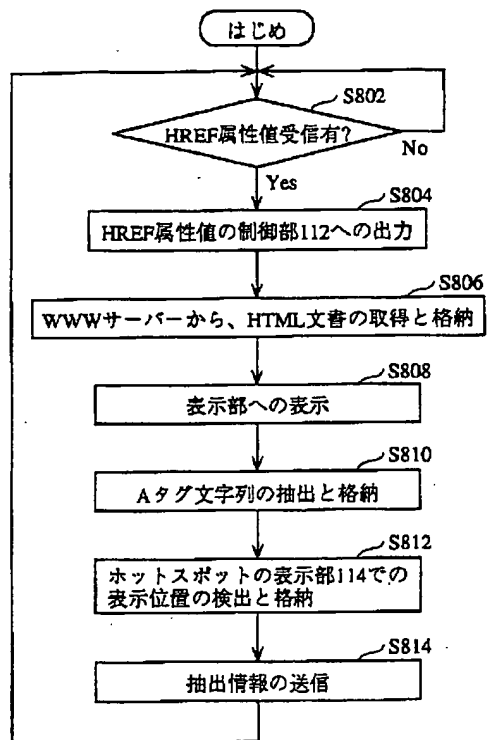 はじめ
S802
HREF属性値受信有?
No
Yes
S804
HREF属性値の制御部112への出力
S806
WWWサーバーから、HTML文書の取得と格納
S808
表示部への表示
S810
Aタグ文字列の抽出と格納
S812
ホットスポットの表示部114での
表示位置の検出と格納
S814
抽出情報の送信